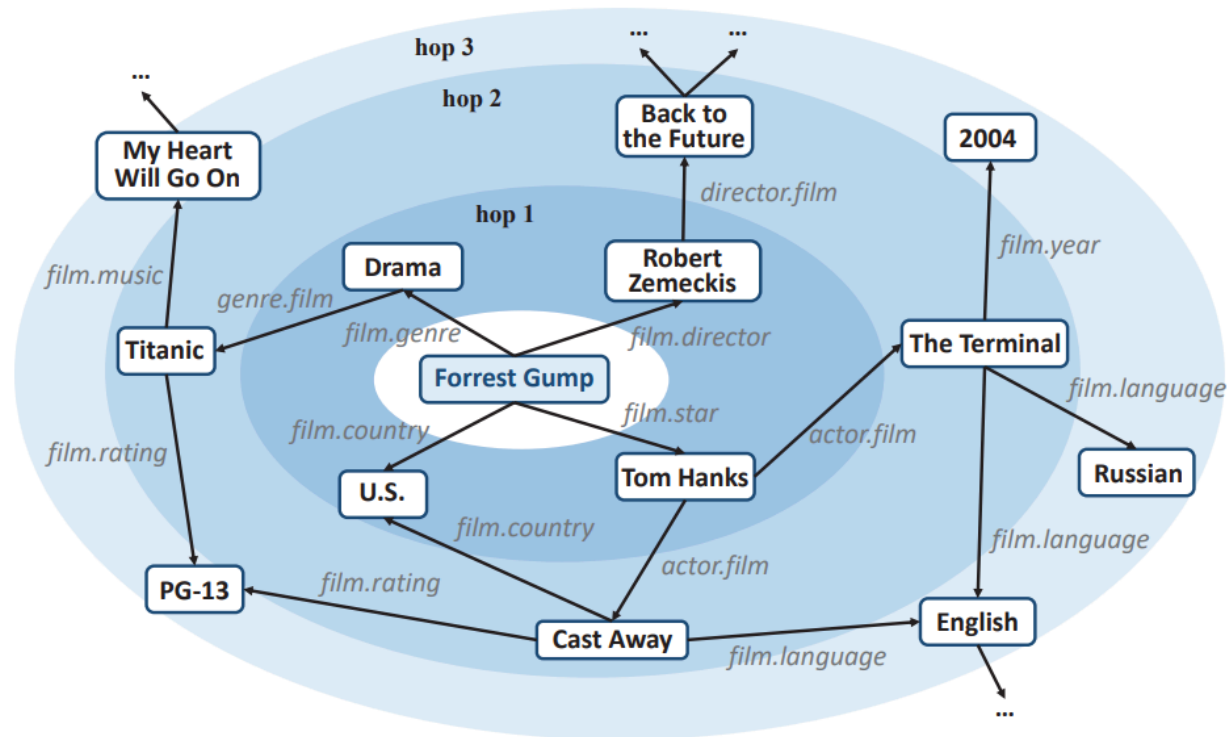 ...
...
hop 3
...
hop 2
Back to
the Future
2004
My Heart
Will Go On
director.film
hop 1
film.year
Drama
Robert
Zemeckis
film.music
genre.film
film.genre
film.director
Titanic
The Terminal
Forrest Gump
film.language
film.star
film.country
actor.film
film.rating
Tom Hanks
Russian
U.S.
film.country
film.language
actor.film
film.rating
PG-13
English
Cast Away
film.language
...